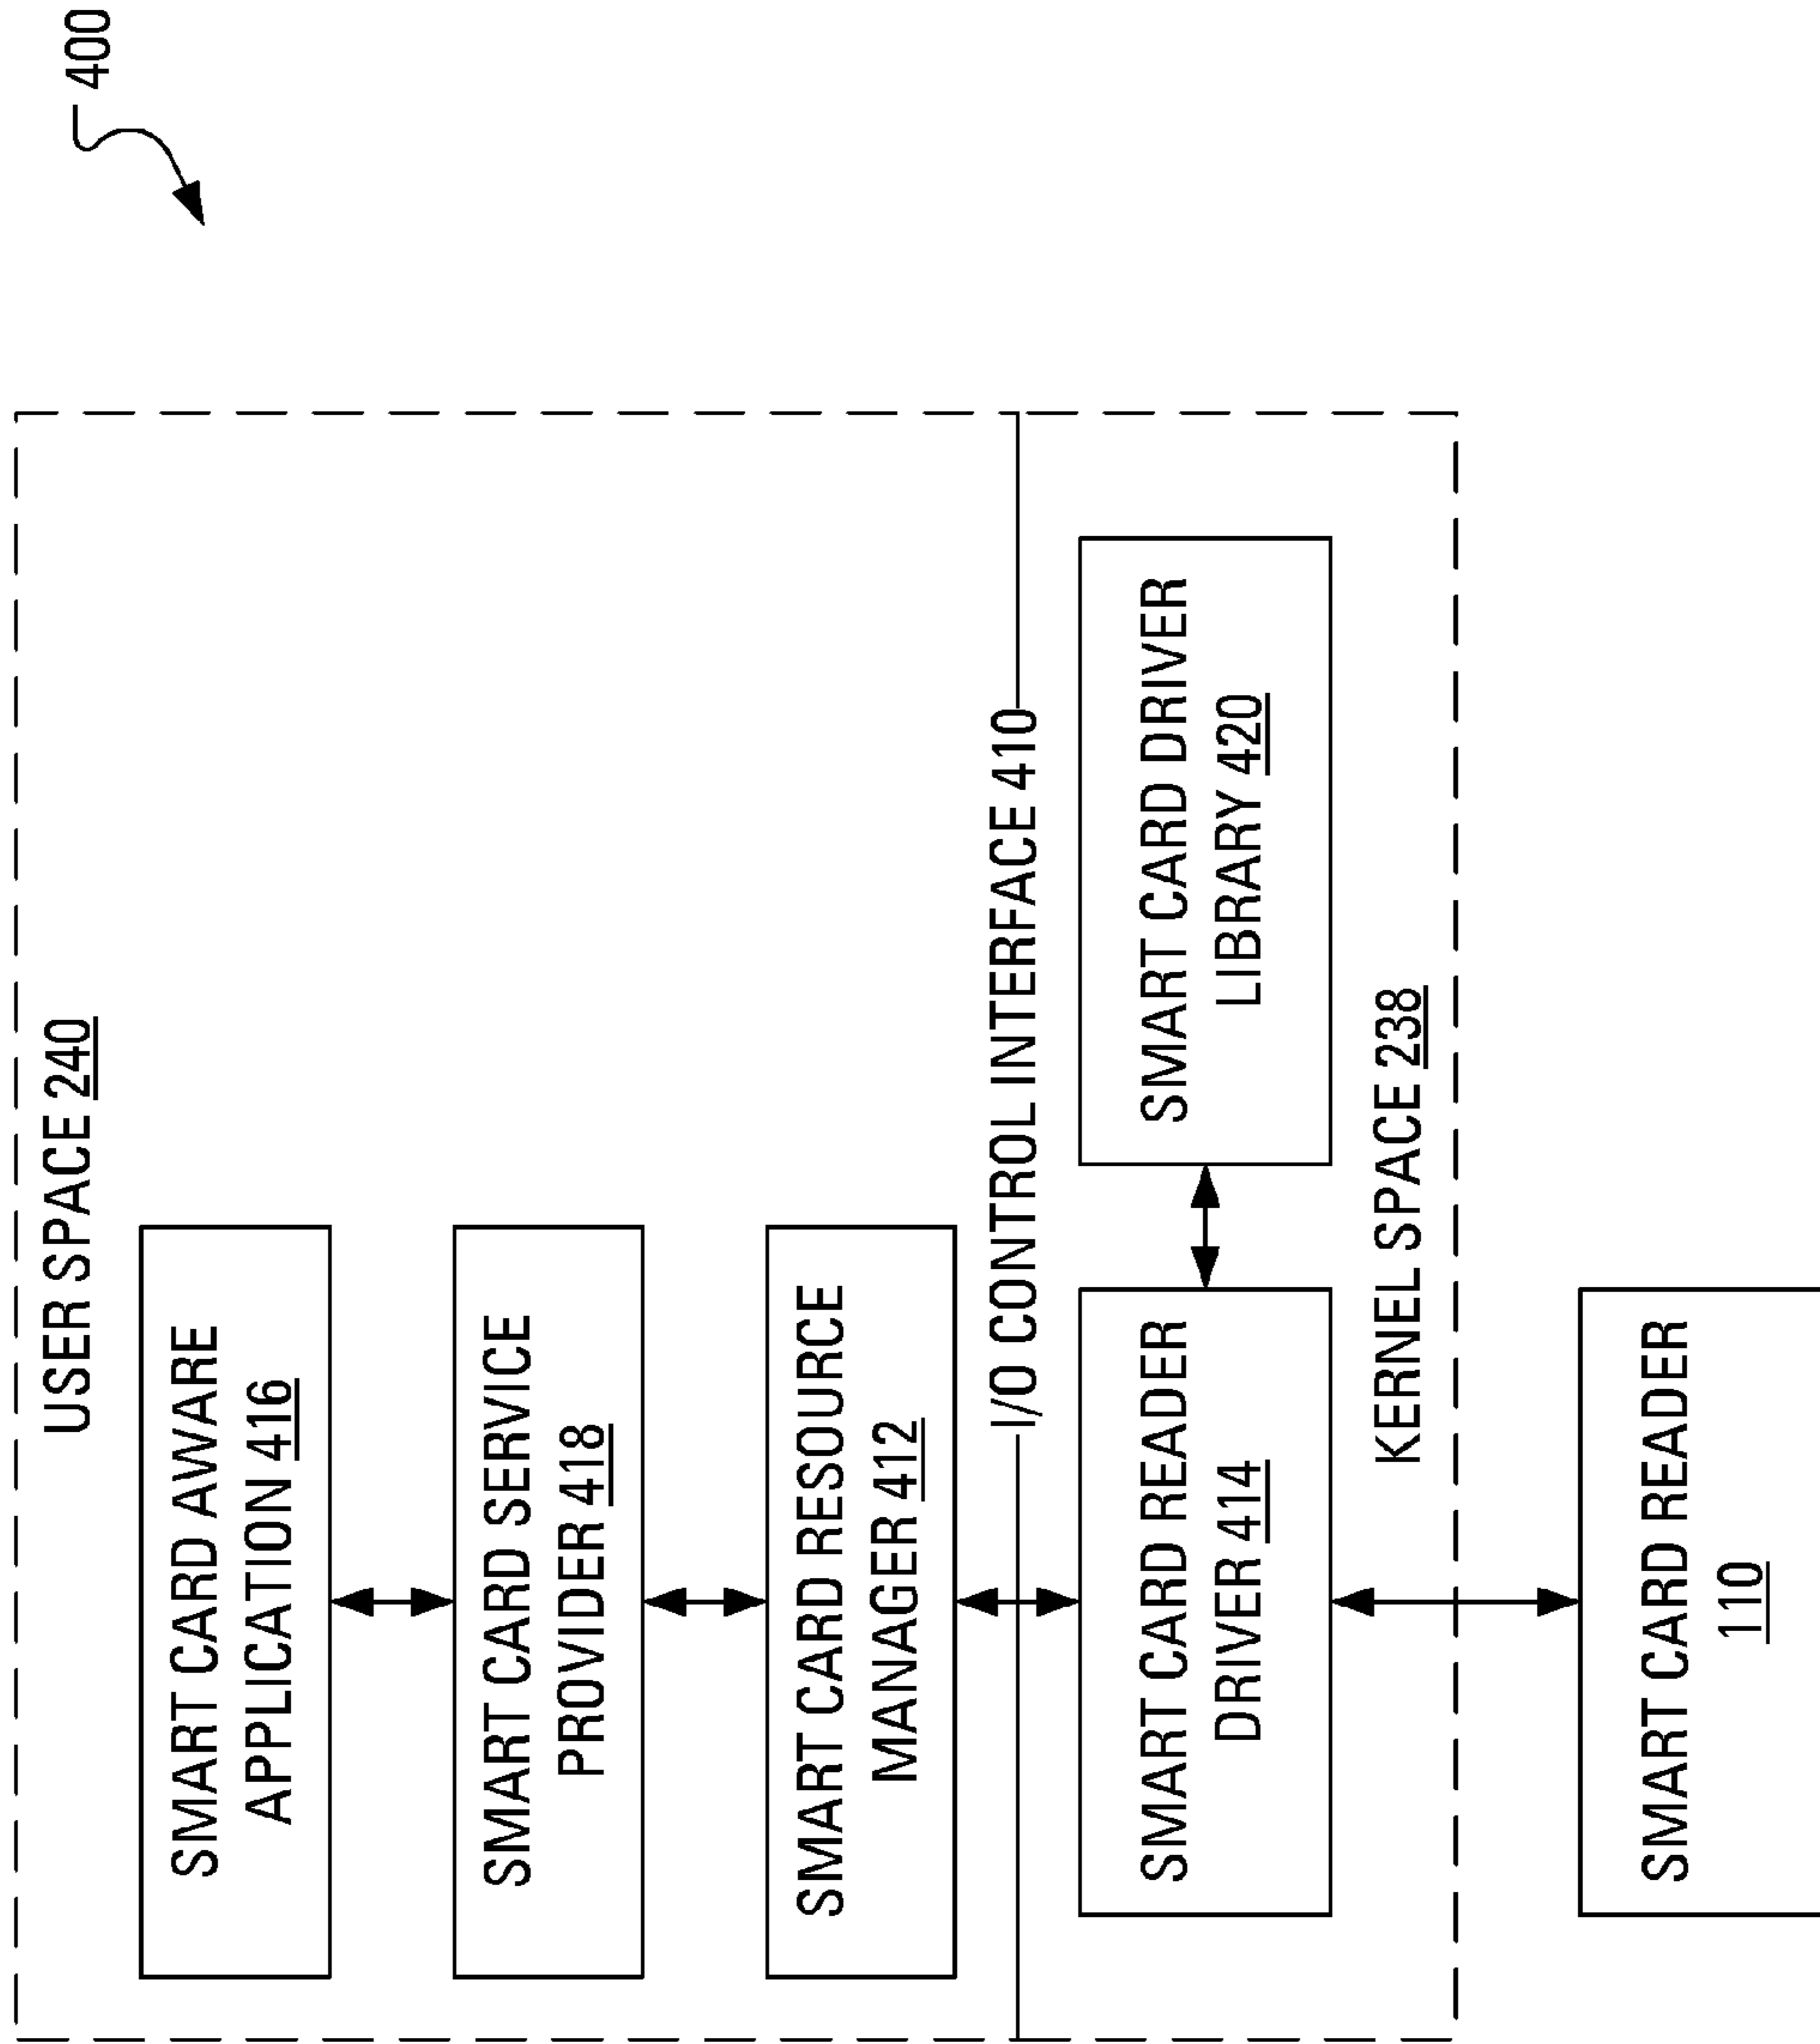 400
USER SPACE 240
SMART CARD AWARE
APPLICATION 416
SMART CARD SERVICE
PROVIDER 418
SMART CARD RESOURCE
MANAGER 412
I/O CONTROL INTERFACE 410
SMART CARD READER
DRIVER 414
SMART CARD DRIVER
LIBRARY 420
KERNEL SPACE 238
SMART CARD READER
110